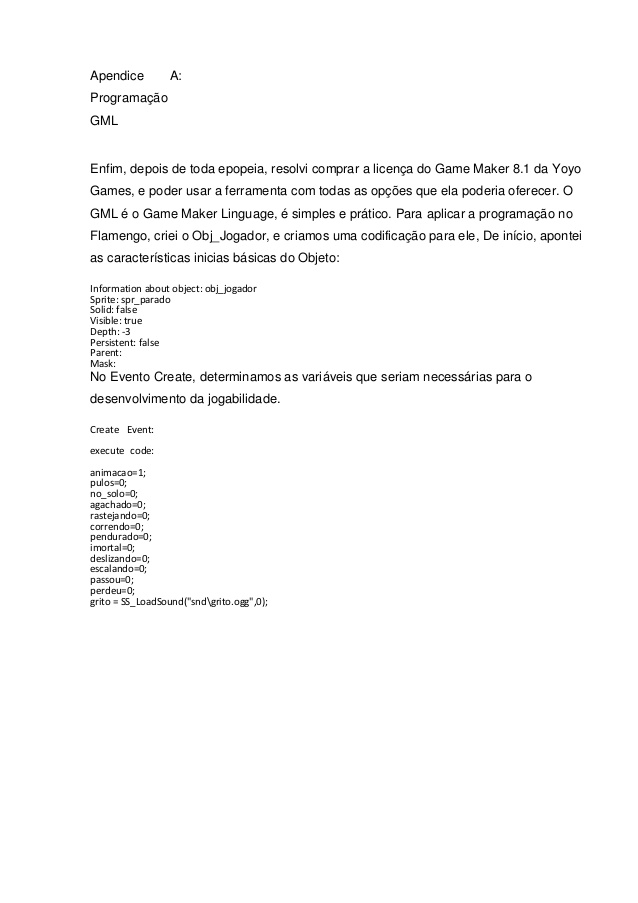 Apendice A:
Programação
GML
Enfim, depois de toda epopeia, resolvi comprar a licença do Game Maker 8.1 da Yoyo
Games, e poder usar a ferramenta com todas as opções que ela poderia oferecer. O
GML é o Game Maker Linguage, é simples e prático. Para aplicar a programação no
Flamengo, criei o Obj_Jogador, e criamos uma codificação para ele, De início, apontei
as características inicias básicas do Objeto:
Information about object: obj_jogador
Sprite: spr_parado
Solid: false
Visible: true
Depth: -3
Persistent: false
Parent:
Mask:
No Evento Create, determinamos as variáveis que seriam necessárias para o
desenvolvimento da jogabilidade.
Create Event:
execute code:
animacao=1;
pulos=0;
no_solo=0;
agachado=0;
rastejando=0;
correndo=0;
pendurado=0;
imortal=0;
deslizando=0;
escalando=0;
passou=0;
perdeu=0;
grito = SS_LoadSound("snd\grito.ogg",0);